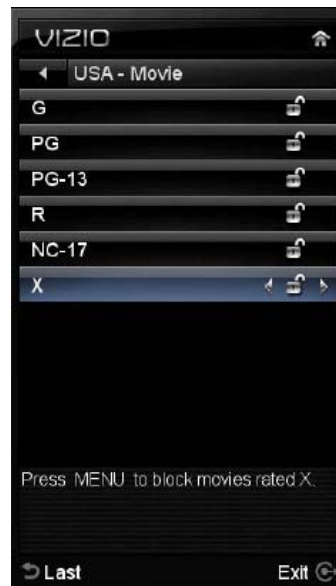 VIZIO
USA - Movie
G
PG
PG-13
R
NC-17
X
Press MENU to block movies rated X.
Last Exit